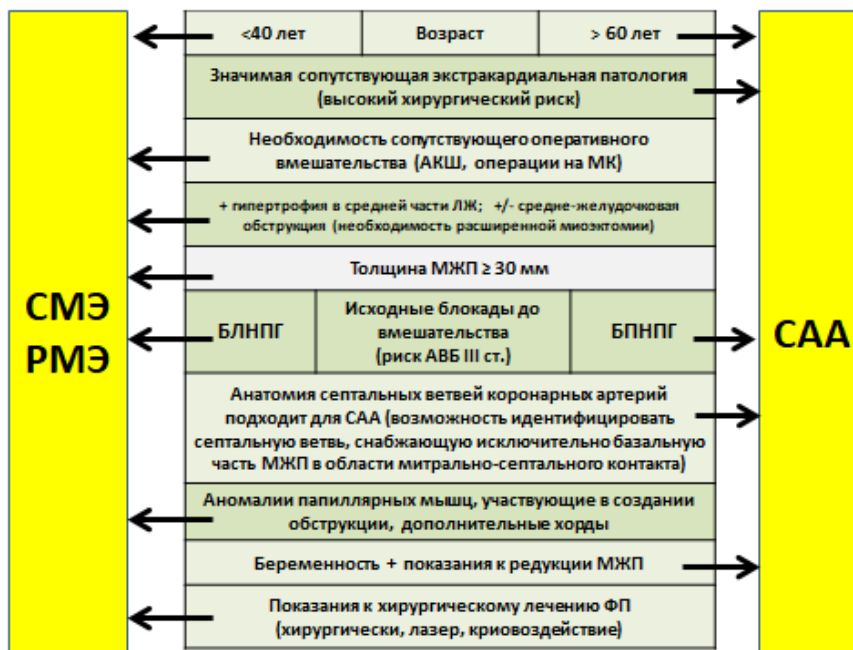 <40 лет Возраст > 60 лет
Значимая сопутствующая экстракардиальная патология
(высокий хирургический риск)
Необходимость сопутствующего оперативного
вмешательства (АКШ, операции на МК)
+ гипертрофия в средней части ЛЖ; +/- средне-желудочковая
обструкция (необходимость расширенной миоэктомии)
Толщина МЖП ≥ 30 мм
СМЭ
РМЭ
БЛНПГ
Исходные блокады до
вмешательства
(риск АВБ III ст.)
БПНПГ
САА
Анатомия септальных ветвей коронарных артерий
подходит для САА (возможность идентифицировать
септальную ветвь, снабжающую исключительно базальную
часть МЖП в области митрально-септального контакта)
Аномалии папиллярных мышц, участвующие в создании
обструкции, дополнительные хорды
Беременность + показания к редукции МЖП
Показания к хирургическому лечению ФП
(хирургически, лазер, криовоздействие)